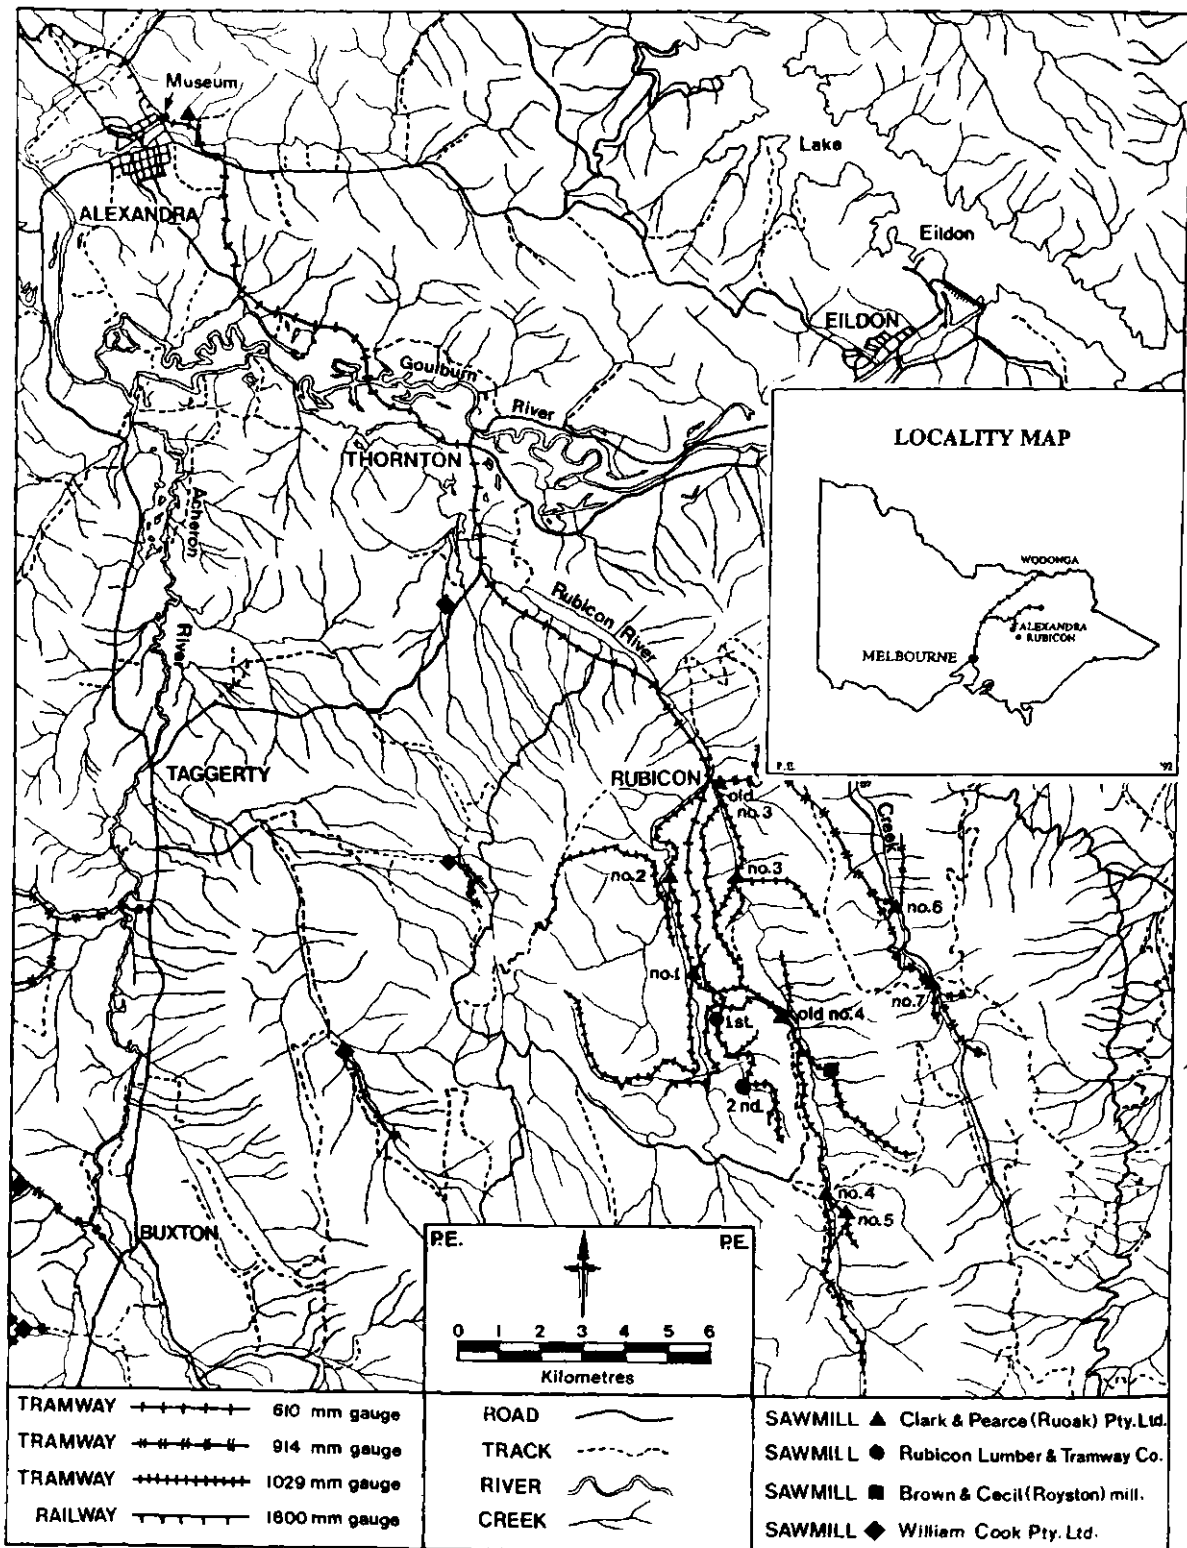 Museum
ALEXANDRA
Lake
Eildon
EILDON
Goulburn
River
THORNTON
Acheron
River
Rubicon River
LOCALITY MAP
WODONGA
ALEXANDRA
RUBICON
MELBOURNE
P.E.
'92
TAGGERTY
RUBICON
old
no.3
Creek
no.2
no.3
no.6
no.1
no.7
1st.
old no.4
2nd.
no.4
no.5
BUXTON
P.E.
P.E.
0 1 2 3 4 5 6
Kilometres
TRAMWAY 610 mm gauge
TRAMWAY 914 mm gauge
TRAMWAY 1029 mm gauge
RAILWAY 1600 mm gauge
ROAD
TRACK
RIVER
CREEK
SAWMILL Clark & Pearce (Ruoak) Pty. Ltd.
SAWMILL Rubicon Lumber & Tramway Co.
SAWMILL Brown & Cecil (Royston) mill.
SAWMILL William Cook Pty. Ltd.